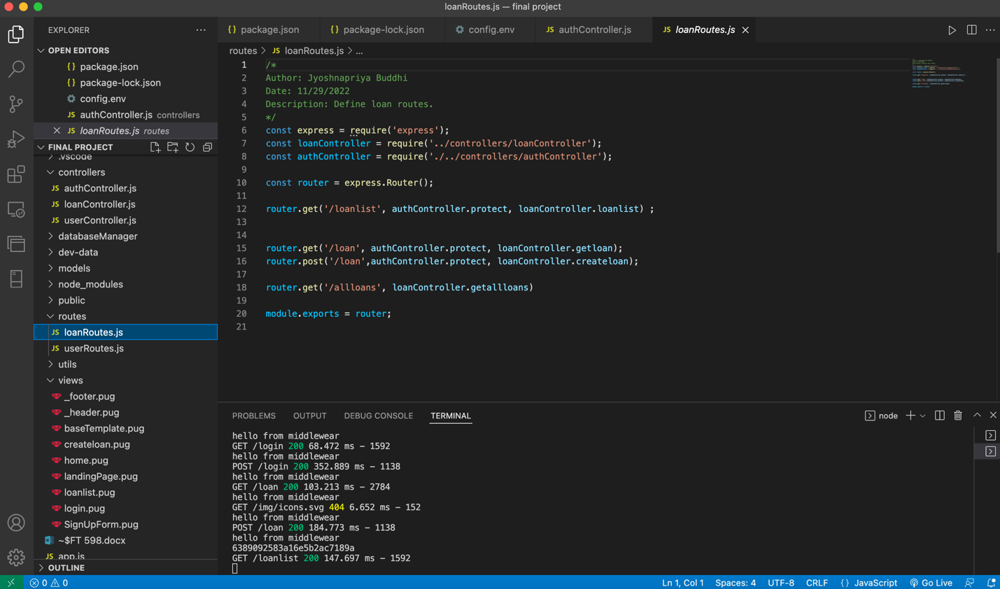 loanRoutes.js — final project
EXPLORER
OPEN EDITORS
{} package.json
{} package-lock.json
config.env
JS authController.js controllers
JS loanRoutes.js routes
FINAL PROJECT
.vscode
controllers
JS authController.js
JS loanController.js
JS userController.js
databaseManager
dev-data
models
node_modules
public
routes
JS loanRoutes.js
JS userRoutes.js
utils
views
_footer.pug
_header.pug
baseTemplate.pug
createloan.pug
home.pug
landingPage.pug
loanlist.pug
login.pug
SignUpForm.pug
~$FT 598.docx
JS app.js
OUTLINE
{} package.json {} package-lock.json config.env JS authController.js JS loanRoutes.js
routes > JS loanRoutes.js > ...
1 /*
2 Author: Jyoshnapriya Buddhi
3 Date: 11/29/2022
4 Description: Define loan routes.
5 */
6 const express = require('express');
7 const loanController = require('../controllers/loanController');
8 const authController = require('./../controllers/authController');
9
10 const router = express.Router();
11
12 router.get('/loanlist', authController.protect, loanController.loanlist) ;
13
14
15 router.get('/loan', authController.protect, loanController.getloan);
16 router.post('/loan',authController.protect, loanController.createloan);
17
18 router.get('/allloans', loanController.getallloans)
19
20 module.exports = router;
21
PROBLEMS OUTPUT DEBUG CONSOLE TERMINAL
node
hello from middlewear
GET /login 200 68.472 ms – 1592
hello from middlewear
POST /login 200 352.889 ms – 1138
hello from middlewear
GET /loan 200 103.213 ms – 2784
hello from middlewear
GET /img/icons.svg 404 6.652 ms – 152
hello from middlewear
POST /loan 200 184.773 ms – 1138
hello from middlewear
6389092583a16e5b2ac7189a
GET /loanlist 200 147.697 ms – 1592
0 0
Ln 1, Col 1 Spaces: 4 UTF-8 CRLF {} JavaScript Go Live